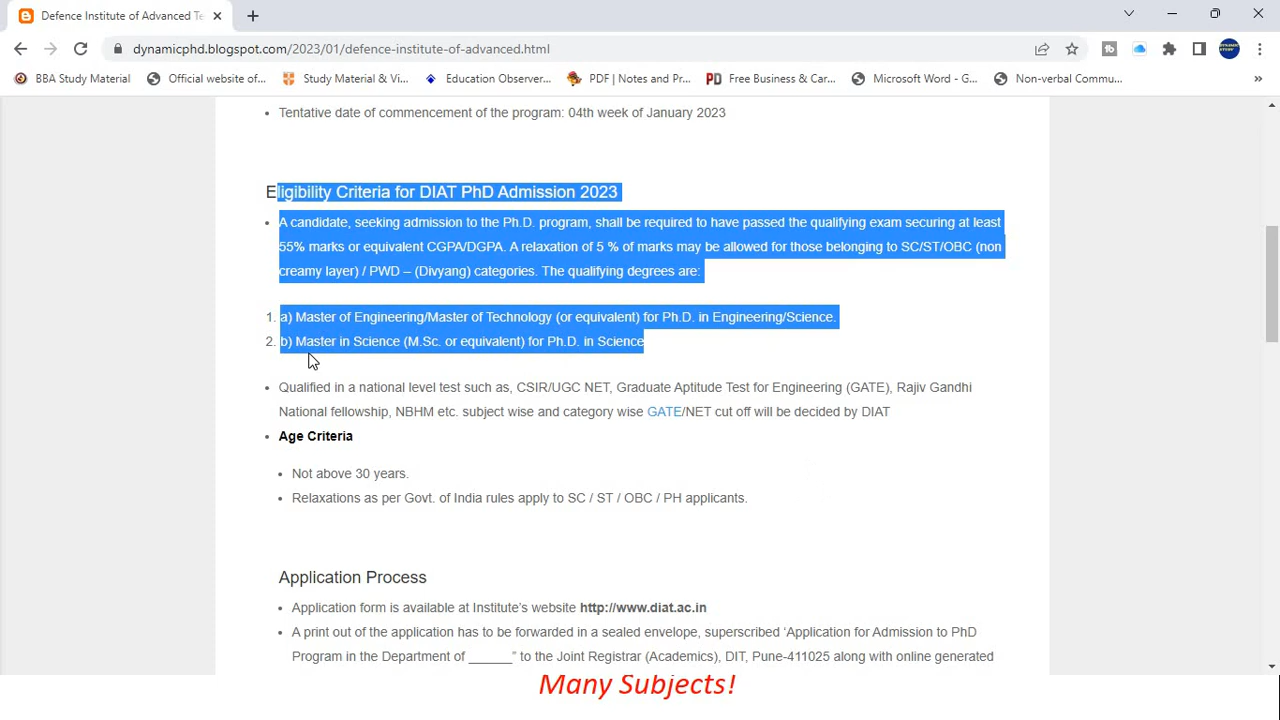 Defence Institute of Advanced Te
dynamicphd.blogspot.com/2023/01/defence-institute-of-advanced.html
BBA Study Material
Official website of...
Study Material & Vi...
Education Observer...
PDF | Notes and Pr...
PD Free Business & Car...
Microsoft Word - G...
Non-verbal Commu...
»
• Tentative date of commencement of the program: 04th week of January 2023
Eligibility Criteria for DIAT PhD Admission 2023
• A candidate, seeking admission to the Ph.D. program, shall be required to have passed the qualifying exam securing at least
55% marks or equivalent CGPA/DGPA. A relaxation of 5 % of marks may be allowed for those belonging to SC/ST/OBC (non
creamy layer) / PWD – (Divyang) categories. The qualifying degrees are:
1. a) Master of Engineering/Master of Technology (or equivalent) for Ph.D. in Engineering/Science.
2. b) Master in Science (M.Sc. or equivalent) for Ph.D. in Science
• Qualified in a national level test such as, CSIR/UGC NET, Graduate Aptitude Test for Engineering (GATE), Rajiv Gandhi
National fellowship, NBHM etc. subject wise and category wise GATE/NET cut off will be decided by DIAT
• Age Criteria
• Not above 30 years.
• Relaxations as per Govt. of India rules apply to SC / ST / OBC / PH applicants.
Application Process
• Application form is available at Institute's website http://www.diat.ac.in
• A print out of the application has to be forwarded in a sealed envelope, superscribed ‘Application for Admission to PhD
Program in the Department of ______” to the Joint Registrar (Academics), DIT, Pune-411025 along with online generated
Many Subjects!